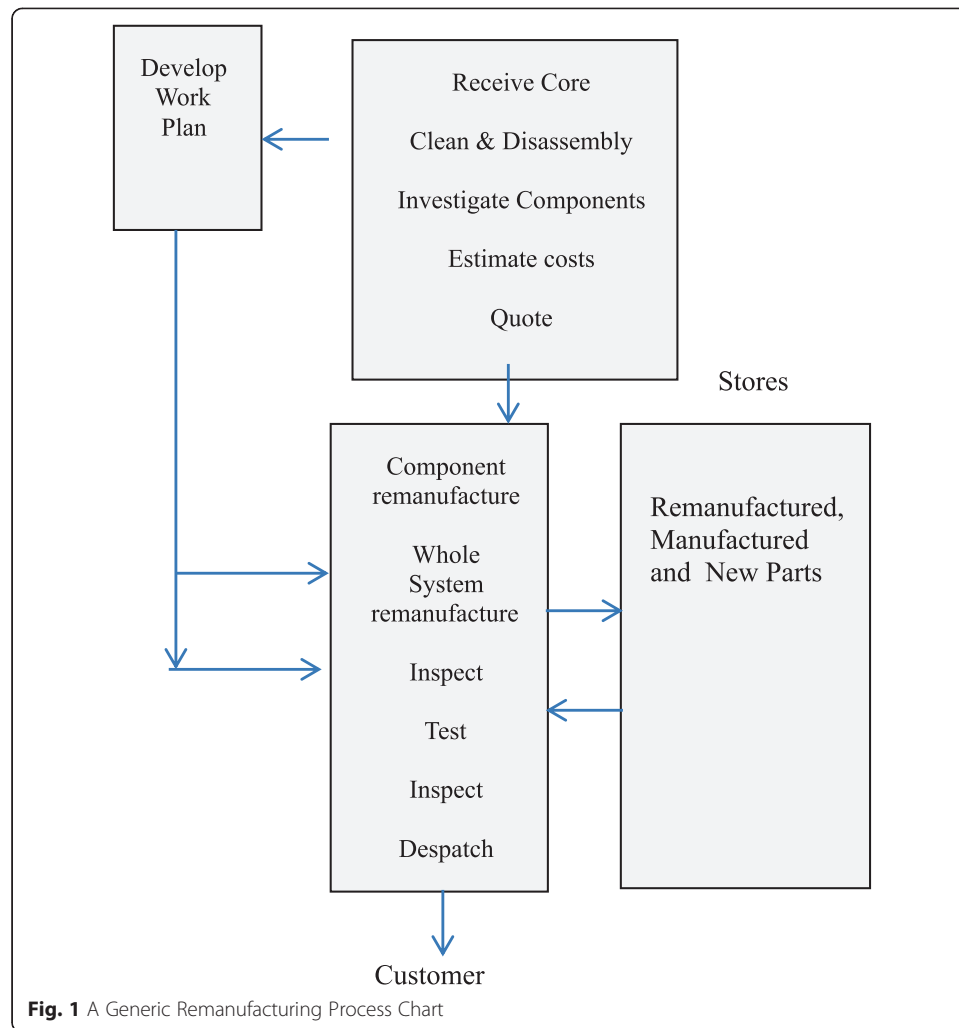 Develop
Work
Plan
Receive Core
Clean & Disassembly
Investigate Components
Estimate costs
Quote
Stores
Component
remanufacture
Whole
System
remanufacture
Inspect
Test
Inspect
Despatch
Remanufactured,
Manufactured
and New Parts
Customer
Fig. 1 A Generic Remanufacturing Process Chart